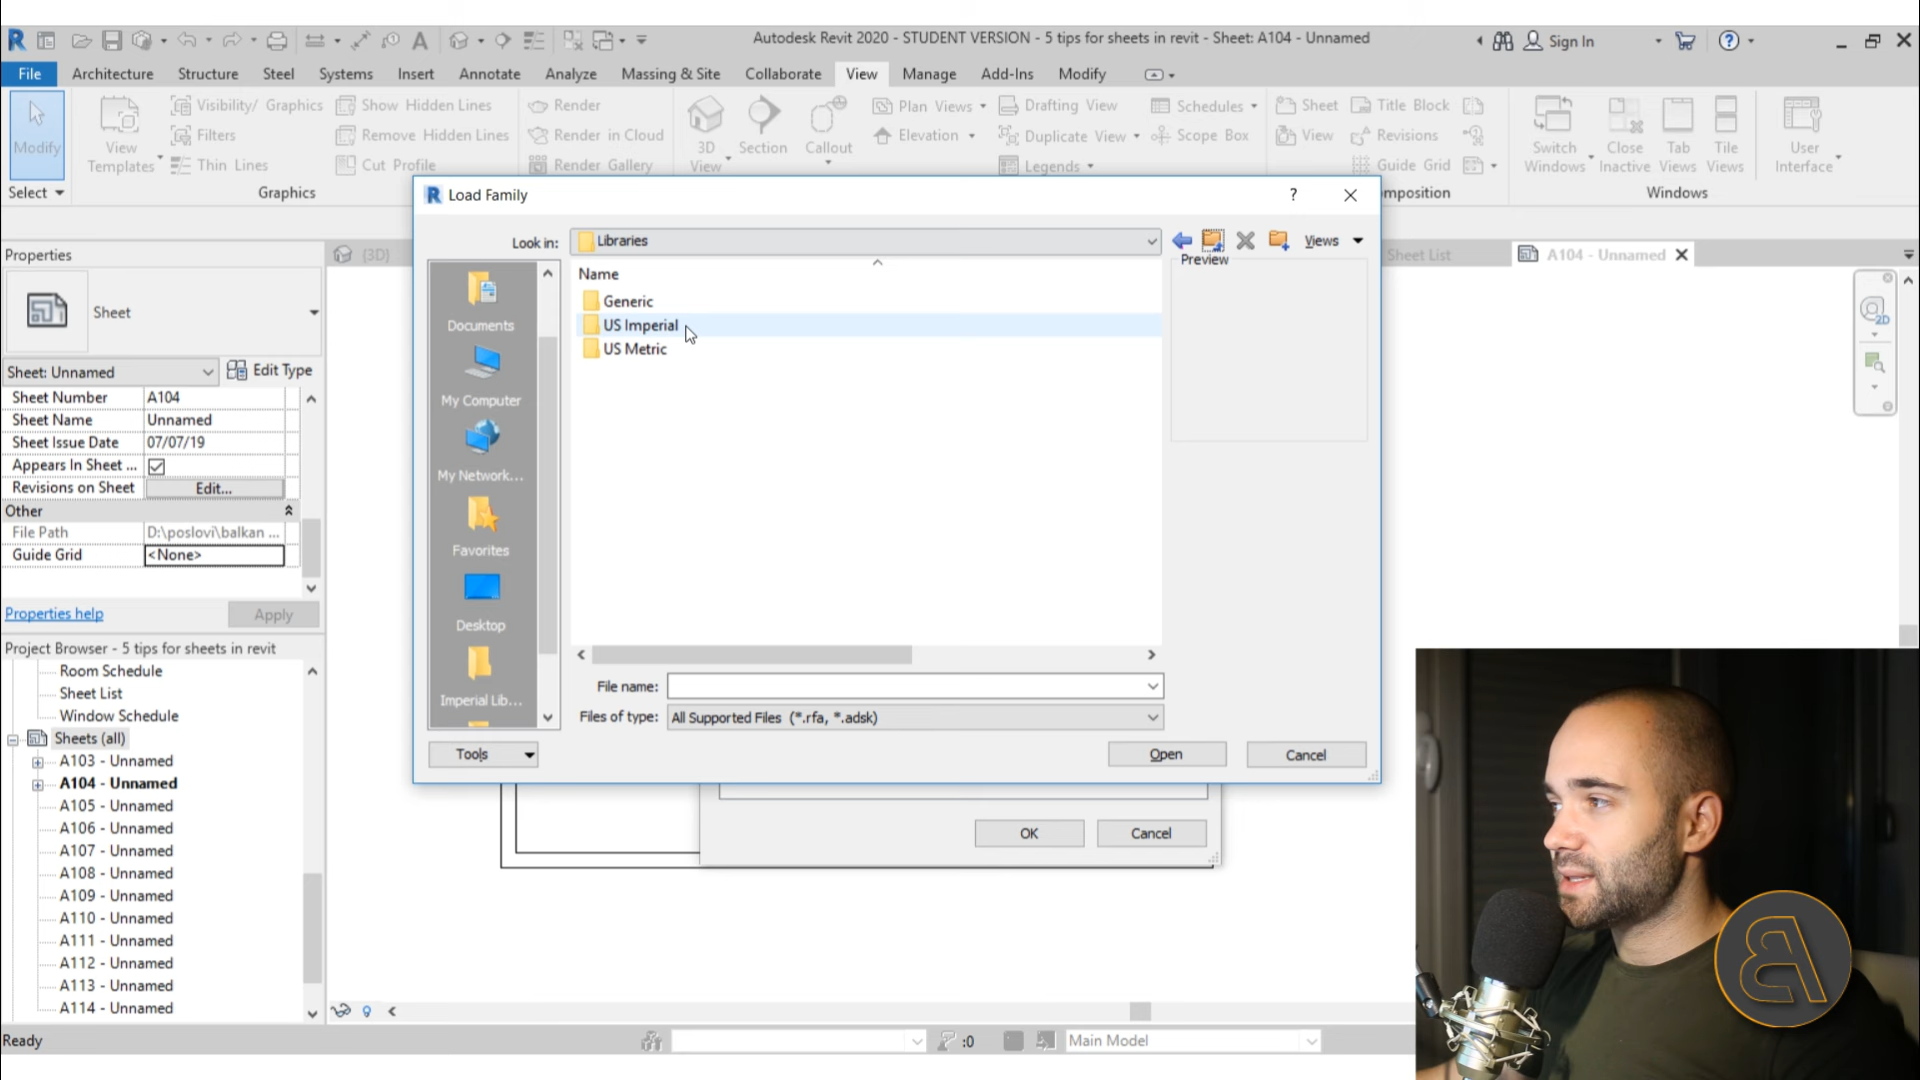 Autodesk Revit 2020 - STUDENT VERSION - 5 tips for sheets in revit - Sheet: A104 - Unnamed
Sign In
File Architecture Structure Steel Systems Insert Annotate Analyze Massing & Site Collaborate View Manage Add-Ins Modify
Modify
View Templates
Visibility/ Graphics
Filters
Thin Lines
Show Hidden Lines
Remove Hidden Lines
Cut Profile
Render
Render in Cloud
Render Gallery
3D View
Section
Callout
Plan Views
Elevation
Drafting View
Duplicate View
Legends
Schedules
Scope Box
Sheet
View
Title Block
Revisions
Guide Grid
Switch Windows
Close Inactive
Tab Views
Tile Views
User Interface
Select
Graphics
mposition
Windows
Properties
{3D}
Sheet List
A104 - Unnamed
2D
Sheet
Sheet: Unnamed
Edit Type
Sheet Number A104
Sheet Name Unnamed
Sheet Issue Date 07/07/19
Appears In Sheet ...
Revisions on Sheet Edit...
Other
File Path D:\poslovi\balkan ...
Guide Grid <None>
Properties help
Apply
Project Browser - 5 tips for sheets in revit
Room Schedule
Sheet List
Window Schedule
Sheets (all)
A103 - Unnamed
A104 - Unnamed
A105 - Unnamed
A106 - Unnamed
A107 - Unnamed
A108 - Unnamed
A109 - Unnamed
A110 - Unnamed
A111 - Unnamed
A112 - Unnamed
A113 - Unnamed
A114 - Unnamed
Load Family
?
Look in: Libraries
Views
Preview
Name
Generic
US Imperial
US Metric
Documents
My Computer
My Network...
Favorites
Desktop
Imperial Lib...
File name:
Files of type: All Supported Files (*.rfa, *.adsk)
Tools
Open
Cancel
OK
Cancel
Ready
:0
Main Model